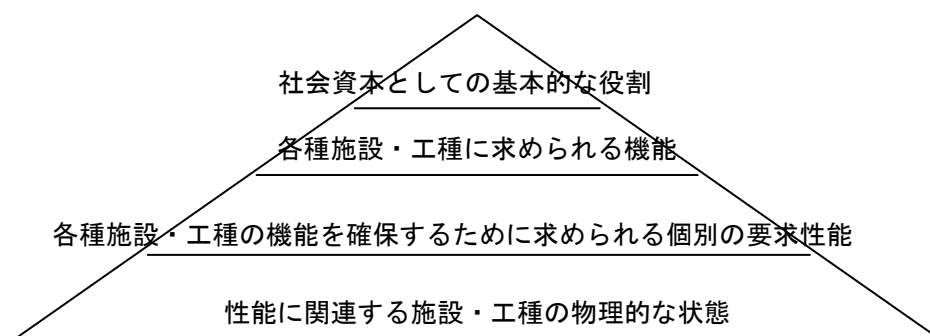 社会資本としての基本的な役割
各種施設・工種に求められる機能
各種施設・工種の機能を確保するために求められる個別の要求性能
性能に関連する施設・工種の物理的な状態